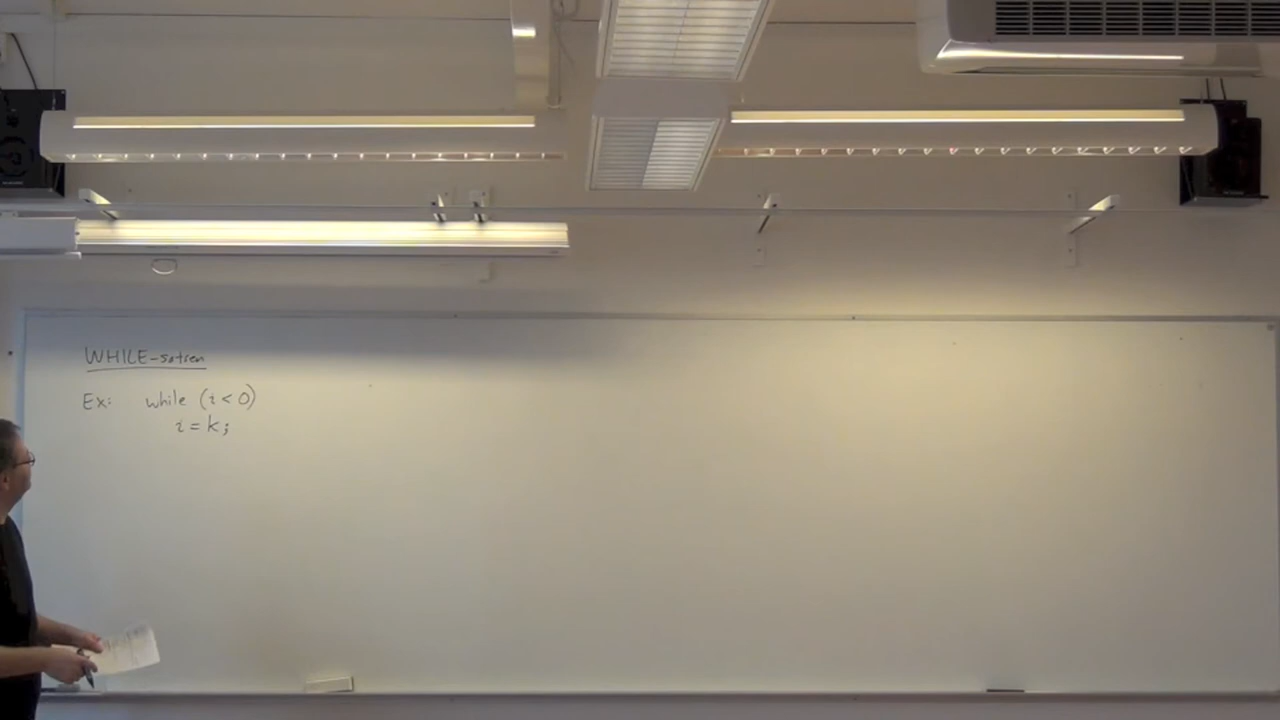 WHILE-satsen
Ex: while (i < 0)
i = k;